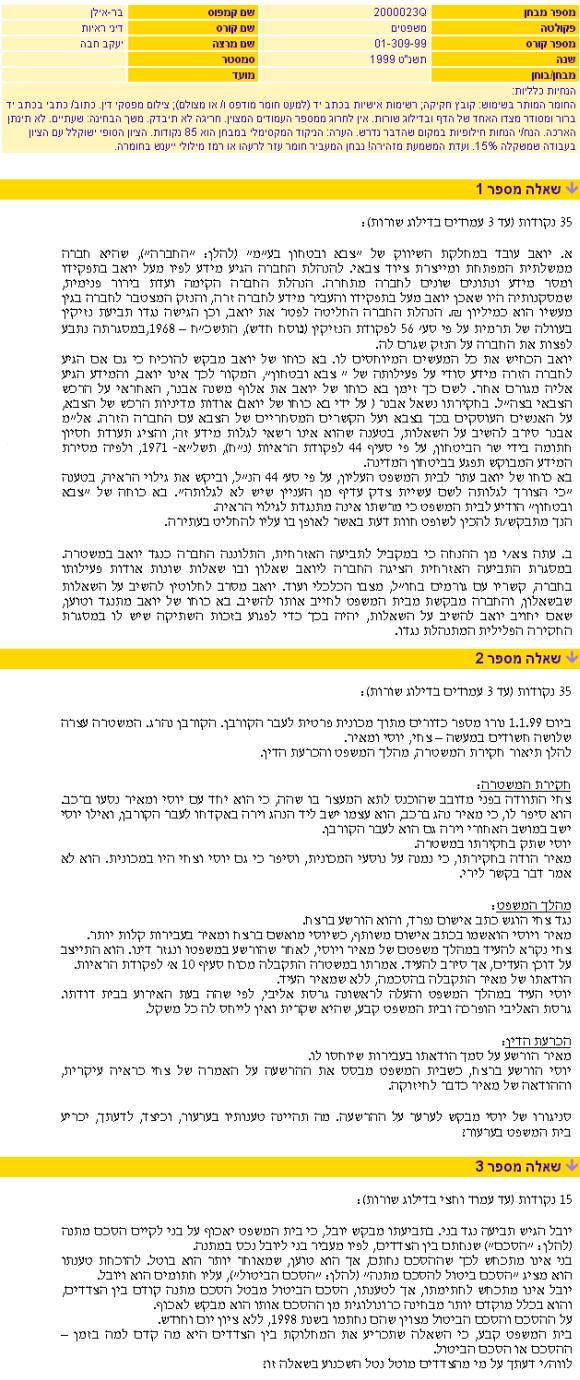 מספר מבחן 2000023Q שם קמפוס בר-אילן
פקולטה משפטים שם קורס דיני ראיות
מספר קורס 01-309-99 שם מרצה יעקב חבה
שנה תשנ"ט 1999 סמסטר
מבחן/בוחן מועד
הנחיות כלליות:
החומר המותר בשימוש: קובץ חקיקה; רשימות אישיות בכתב יד (למעט חומר מודפס ו/ או מצולם); צילום מפסקי דין. כתוב/ כתבי בכתב יד
ברור ומסודר מצדו האחד של הדף ובדילוג שורות. אין לחרוג ממספר העמודים המצוין. חריגה לא תיבדק. משך הבחינה: שעתיים. לא תינתן
הארכה. הנח/י הנחות חילופיות במקום שהדבר נדרש. הערה: הניקוד המקסימלי במבחן הוא 85 נקודות. הציון הסופי ישוקלל עם הציון
בעבודה שמשקלה 15%. ועדת המשמעת מזהירה! נבחן המעביר חומר עזר לרעהו או רמז מילולי ייענש בחומרה.
שאלה מספר 1
35 נקודות (עד 3 עמודים בדילוג שורות):
א. יואב עובד במחלקת השיווק של "צבא ובטחון בע"מ" (להלן: "החברה"), שהיא חברה
ממשלתית המפתחת ומייצרת ציוד צבאי. להנהלת החברה הגיע מידע לפיו מעל יואב בתפקידו
ומסר מידע ונתונים שונים לחברה מתחרה. הנהלת החברה הקימה ועדת בירור פנימית,
שמסקנותיה היו שאכן יואב מעל בתפקידו והעביר מידע לחברה זרה, והנזק המצטבר לחברה בגין
מעשיו הוא כמיליון ₪. הנהלת החברה החליטה לפטר את יואב, וכן הגישה נגדו תביעת נזיקין
בעוולה של תרמית על פי סע' 56 לפקודת הנזיקין (נוסח חדש), התשכ"ח – 1968,במסגרתה נתבע
לפצות את החברה על הנזק שגרם לה.
יואב הכחיש את כל המעשים המיוחסים לו. בא כוחו של יואב מבקש להוכיח כי גם אם הגיע
לחברה הזרה מידע סודי על פעילותה של " צבא ובטחון", המקור לכך אינו יואב, והמידע הגיע
אליה מגורם אחר. לשם כך זימן בא כוחו של יואב את אלוף משנה אבנר, האחראי על הרכש
הצבאי בצה"ל. בחקירתו נשאל אבנר ( על ידי בא כוחו של יואב) אודות מדיניות הרכש של הצבא,
על האנשים העוסקים בכך בצבא ועל הקשרים המסחריים של הצבא עם החברה הזרה. אל"מ
אבנר סירב להשיב על השאלות, בטענה שהוא אינו רשאי לגלות מידע זה, והציג תעודת חסיון
חתומה בידי שר הביטחון, על פי סעיף 44 לפקודת הראיות (נ"ח), תשל"א- 1971, ולפיה מסירת
המידע המבוקש תפגע בביטחון המדינה.
בא כוחו של יואב עתר לבית המשפט העליון, על פי סע' 44 הנ"ל, וביקש את גילוי הראיה, בטענה
"כי הצורך לגלותה לשם עשיית צדק עדיף מן העניין שיש לא לגלותה". בא כוחה של "צבא
ובטחון" הודיע לבית המשפט כי מרשתו אינה מתנגדת לגילוי הראיה.
הנך מתבקש/ת להכין לשופט חוות דעת באשר לאופן בו עליו להחליט בעתירה.
ב. עתה צא/י מן ההנחה כי במקביל לתביעה האזרחית, התלוננה החברה כנגד יואב במשטרה.
במסגרת התביעה האזרחית הציגה החברה ליואב שאלון ובו שאלות שונות אודות פעילותו
בחברה, קשריו עם גורמים בחו"ל, מצבו הכלכלי ועוד. יואב מסרב לחלוטין להשיב על השאלות
שבשאלון, והחברה מבקשת מבית המשפט לחייב אותו להשיב. בא כוחו של יואב מתנגד וטוען,
שאם יחויב יואב להשיב על השאלות, יהיה בכך כדי לפגוע בזכות השתיקה שיש לו במסגרת
החקירה הפלילית המתנהלת נגדו.
שאלה מספר 2
35 נקודות (עד 3 עמודים בדילוג שורות):
ביום 1.1.99 נורו מספר כדורים מתוך מכונית פרטית לעבר הקורבן. הקורבן נהרג. המשטרה עצרה
שלושה חשודים במעשה – צחי, יוסי ומאיר.
להלן תיאור חקירת המשטרה, מהלך המשפט והכרעת הדין.
חקירת המשטרה:
צחי התוודה בפני מדובב שהוכנס לתא המעצר בו שהה, כי הוא יחד עם יוסי ומאיר נסעו ברכב.
הוא סיפר לו, כי מאיר נהג ברכב, הוא עצמו ישב ליד הנהג וירה באקדחו לעבר הקורבן, ואילו יוסי
ישב במושב האחורי וירה גם הוא לעבר הקורבן.
יוסי שתק בחקירתו במשטרה.
מאיר הודה בחקירתו, כי נמנה על נוסעי המכונית, וסיפר כי גם יוסי וצחי היו במכונית. הוא לא
אמר דבר בקשר לירי.
מהלך המשפט:
נגד צחי הוגש כתב אישום נפרד, והוא הורשע ברצח.
מאיר ויוסי הואשמו בכתב אישום משותף, כשיוסי מואשם ברצח ומאיר בעבירות קלות יותר.
צחי נקרא להעיד במהלך משפטם של מאיר ויוסי, לאחר שהורשע במשפטו ונגזר דינו. הוא התייצב
על דוכן העדים, אך סירב להעיד. אמרתו במשטרה התקבלה מכוח סעיף 10 א' לפקודת הראיות.
הודאתו של מאיר התקבלה בהסכמה, ללא שמאיר העיד.
יוסי העיד במהלך המשפט והעלה לראשונה גרסת אליבי, לפי שהה בעת האירוע בבית דודתו.
גרסת האליבי הופרכה ובית המשפט קבע, שהיא שקרית ואין לייחס לה כל משקל.
הכרעת הדין:
מאיר הורשע על סמך הודאתו בעבירות שיוחסו לו.
יוסי הורשע ברצח, כשבית המשפט מבסס את ההרשעה על האמרה של צחי כראיה עיקרית,
וההודאה של מאיר כדבר לחיזוקה.
סניגורו של יוסי מבקש לערער על ההרשעה. מה תהיינה טענותיו בערעור, וכיצד, לדעתך, יכריע
בית המשפט בערעור?
שאלה מספר 3
15 נקודות (עד עמוד וחצי בדילוג שורות):
יובל הגיש תביעה נגד בני. בתביעתו מבקש יובל, כי בית המשפט יאכוף על בני לקיים הסכם מתנה
(להלן: "הסכם") שנחתם בין הצדדים, לפיו מעביר בני ליובל נכס במתנה.
בני אינו מתכחש לכך שההסכם נחתם, אך הוא טוען, שמאוחר יותר הוא בוטל. להוכחת טענתו
הוא מציג "הסכם ביטול להסכם מתנה" (להלן: "הסכם הביטול"), עליו חתומים הוא ויובל.
יובל אינו מתכחש לחתימתו, אך לטענתו, הסכם הביטול מבטל הסכם מתנה קודם בין הצדדים,
והוא בכלל מוקדם יותר מבחינה כרונולוגית מן ההסכם אותו הוא מבקש לאכוף.
על ההסכם והסכם הביטול מצוין שהם נחתמו בשנת 1998, ללא ציון יום וחודש.
בית המשפט קבע, כי השאלה שתכריע את המחלוקת בין הצדדים היא מה קדם למה בזמן –
ההסכם או הסכם הביטול.
לווה/י דעתך על מי מהצדדים מוטל נטל השכנוע בשאלה זו?